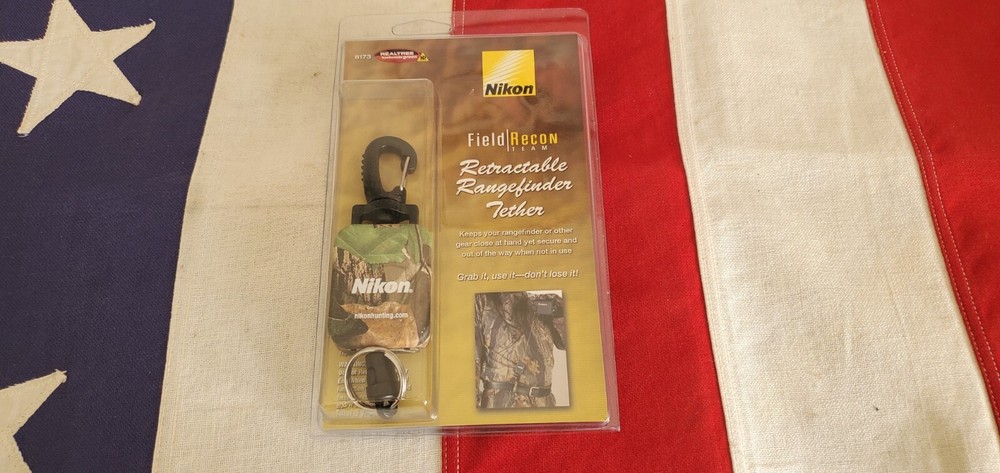 8173 REALTREE
Nikon
Field|Recon
TEAM
Retractable
Rangefinder
Tether
Keeps your rangefinder or other
gear close at hand yet secure and
out of the way when not in use
Grab it, use it—don't lose it!
Nikon
nikonhunting.com